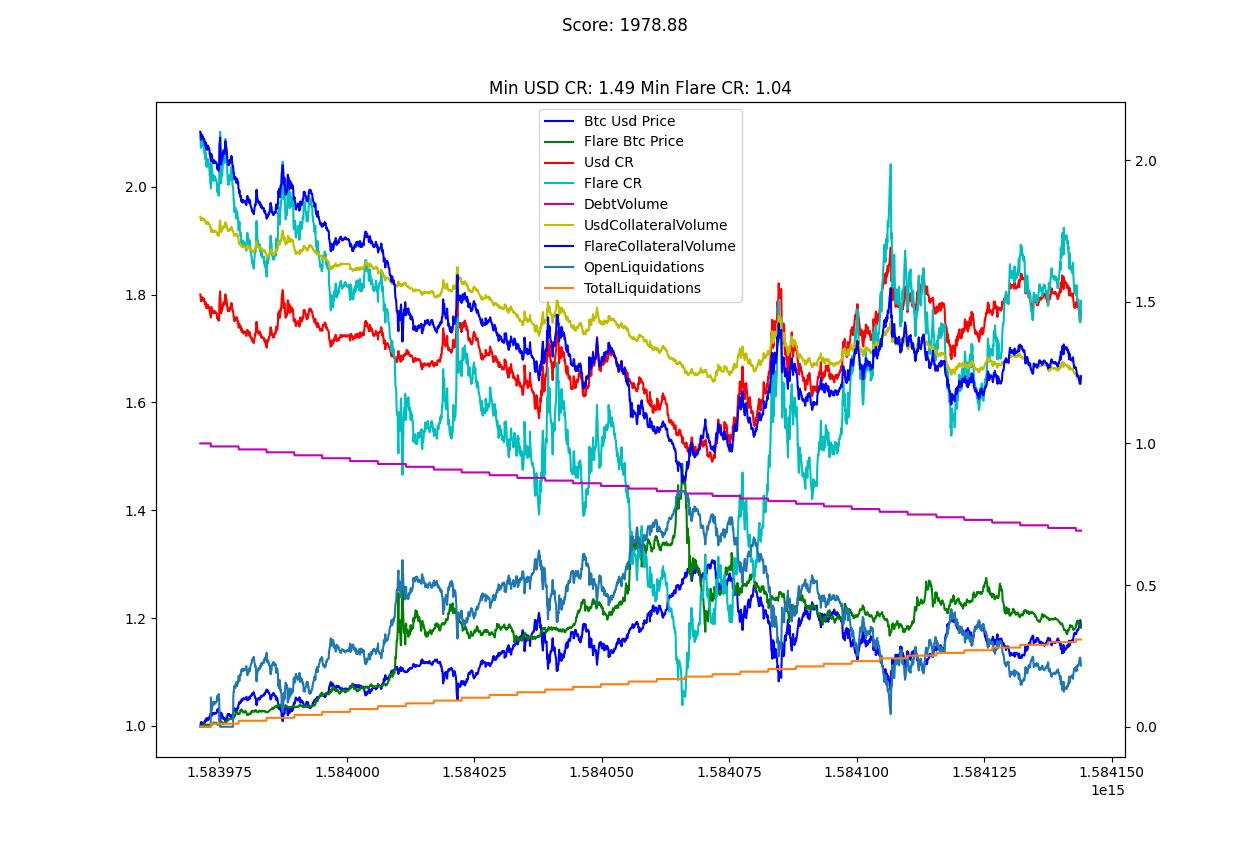 Score: 1978.88
Min USD CR: 1.49 Min Flare CR: 1.04
Btc Usd Price
Flare Btc Price
Usd CR
Flare CR
DebtVolume
UsdCollateralVolume
FlareCollateralVolume
OpenLiquidations
TotalLiquidations
2.0
1.8
1.6
1.4
1.2
1.0
2.0
1.5
1.0
0.5
0.0
1.583975 1.584000 1.584025 1.584050 1.584075 1.584100 1.584125 1.584150
1e15